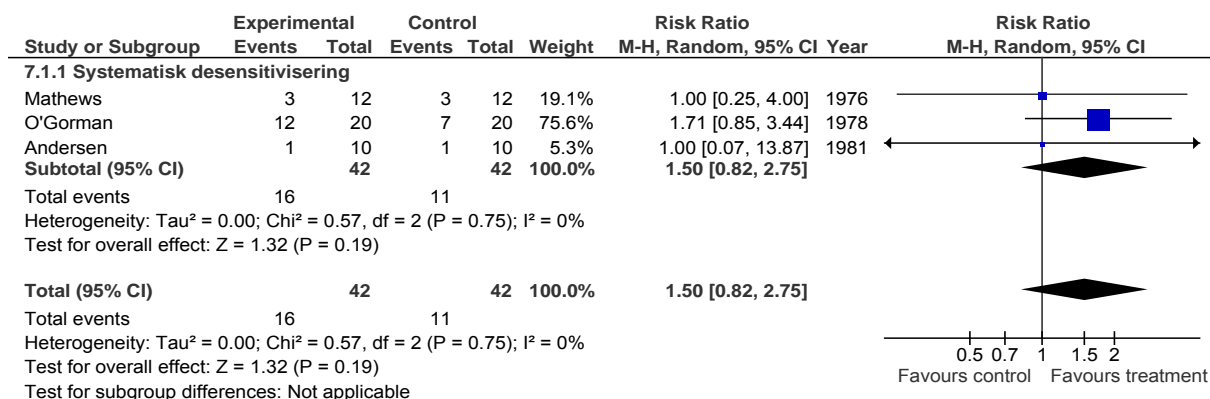 Experimental Control Risk Ratio Risk Ratio
Study or Subgroup Events Total Events Total Weight M-H, Random, 95% CI Year M-H, Random, 95% CI
7.1.1 Systematisk desensitivisering
Mathews 3 12 3 12 19.1% 1.00 [0.25, 4.00] 1976
O'Gorman 12 20 7 20 75.6% 1.71 [0.85, 3.44] 1978
Andersen 1 10 1 10 5.3% 1.00 [0.07, 13.87] 1981
Subtotal (95% CI) 42 42 100.0% 1.50 [0.82, 2.75]
Total events 16 11
Heterogeneity: Tau² = 0.00; Chi² = 0.57, df = 2 (P = 0.75); I² = 0%
Test for overall effect: Z = 1.32 (P = 0.19)
Total (95% CI) 42 42 100.0% 1.50 [0.82, 2.75]
Total events 16 11
Heterogeneity: Tau² = 0.00; Chi² = 0.57, df = 2 (P = 0.75); I² = 0%
Test for overall effect: Z = 1.32 (P = 0.19)
Test for subgroup differences: Not applicable
0.5 0.7 1 1.5 2
Favours control Favours treatment